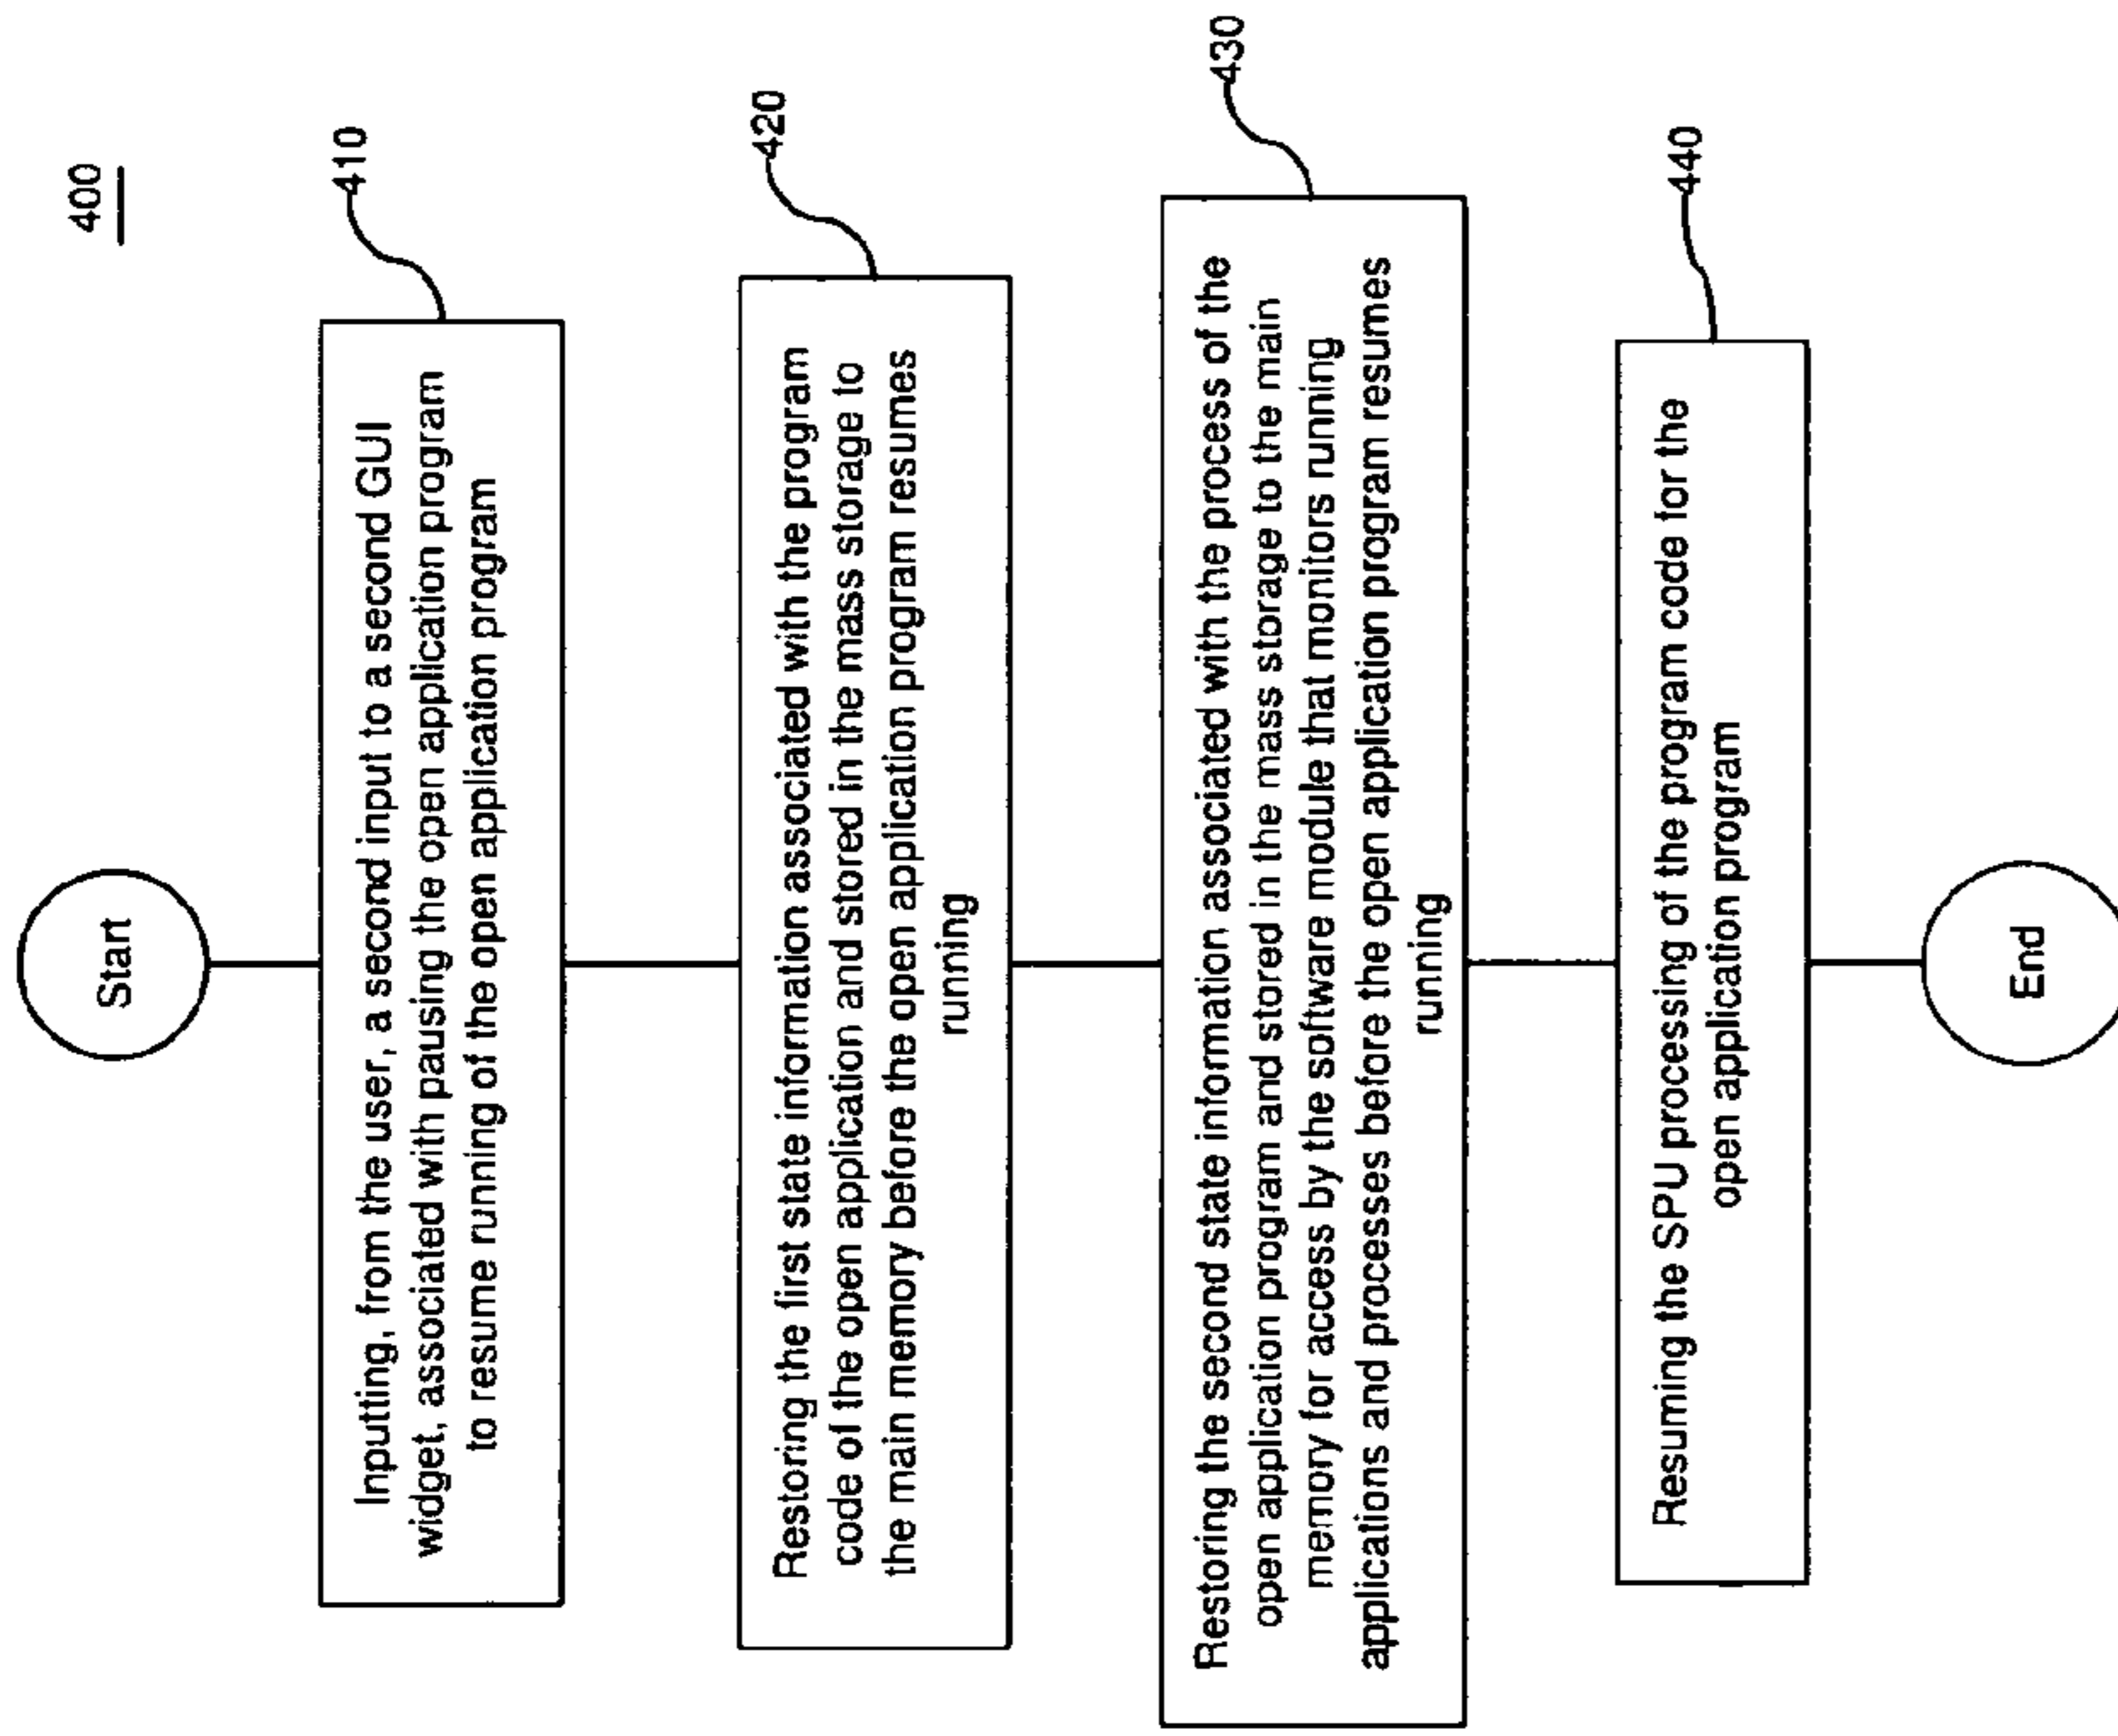 400
Start
Inputting, from the user, a second input to a second GUI
widget, associated with pausing the open application program
to resume running of the open application program
410
Restoring the first state information associated with the program
code of the open application and stored in the mass storage to
the main memory before the open application program resumes
running
420
Restoring the second state information associated with the process of the
open application program and stored in the mass storage to the main
memory for access by the software module that monitors running
applications and processes before the open application program resumes
running
430
Resuming the SPU processing of the program code for the
open application program
440
End